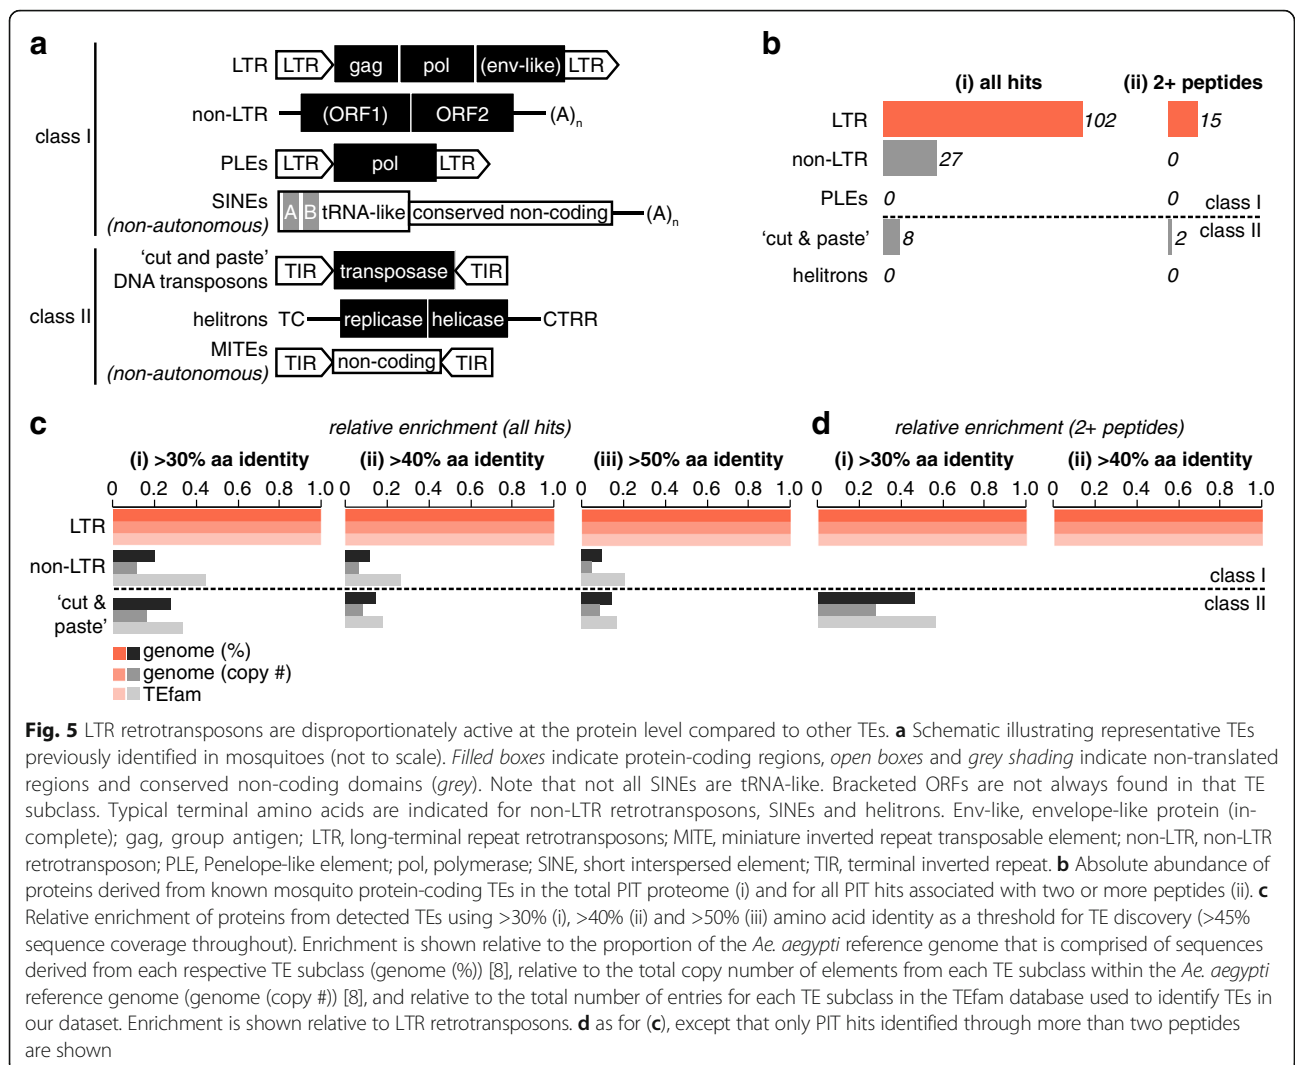 a
class I
LTR LTR gag pol (env-like) LTR
non-LTR (ORF1) ORF2 (A)n
PLEs LTR pol LTR
SINEs
(non-autonomous) A B tRNA-like conserved non-coding (A)n
class II
'cut and paste'
DNA transposons TIR transposase TIR
helitrons TC replicase helicase CTRR
MITEs
(non-autonomous) TIR non-coding TIR
b
(i) all hits (ii) 2+ peptides
LTR 102 15
non-LTR 27 0
PLEs 0 0 class I
'cut & paste' 8 2 class II
helitrons 0 0
c
relative enrichment (all hits)
(i) >30% aa identity (ii) >40% aa identity (iii) >50% aa identity
0 0.2 0.4 0.6 0.8 1.0 0 0.2 0.4 0.6 0.8 1.0 0 0.2 0.4 0.6 0.8 1.0
d
relative enrichment (2+ peptides)
(i) >30% aa identity (ii) >40% aa identity
0 0.2 0.4 0.6 0.8 1.0 0 0.2 0.4 0.6 0.8 1.0
LTR
non-LTR
class I
'cut &
paste'
class II
genome (%)
genome (copy #)
TEfam
Fig. 5 LTR retrotransposons are disproportionately active at the protein level compared to other TEs. a Schematic illustrating representative TEs
previously identified in mosquitoes (not to scale). Filled boxes indicate protein-coding regions, open boxes and grey shading indicate non-translated
regions and conserved non-coding domains (grey). Note that not all SINEs are tRNA-like. Bracketed ORFs are not always found in that TE
subclass. Typical terminal amino acids are indicated for non-LTR retrotransposons, SINEs and helitrons. Env-like, envelope-like protein (in-
complete); gag, group antigen; LTR, long-terminal repeat retrotransposons; MITE, miniature inverted repeat transposable element; non-LTR, non-LTR
retrotransposon; PLE, Penelope-like element; pol, polymerase; SINE, short interspersed element; TIR, terminal inverted repeat. b Absolute abundance of
proteins derived from known mosquito protein-coding TEs in the total PIT proteome (i) and for all PIT hits associated with two or more peptides (ii). c
Relative enrichment of proteins from detected TEs using >30% (i), >40% (ii) and >50% (iii) amino acid identity as a threshold for TE discovery (>45%
sequence coverage throughout). Enrichment is shown relative to the proportion of the Ae. aegypti reference genome that is comprised of sequences
derived from each respective TE subclass (genome (%)) [8], relative to the total copy number of elements from each TE subclass within the Ae. aegypti
reference genome (genome (copy #)) [8], and relative to the total number of entries for each TE subclass in the TEfam database used to identify TEs in
our dataset. Enrichment is shown relative to LTR retrotransposons. d as for (c), except that only PIT hits identified through more than two peptides
are shown